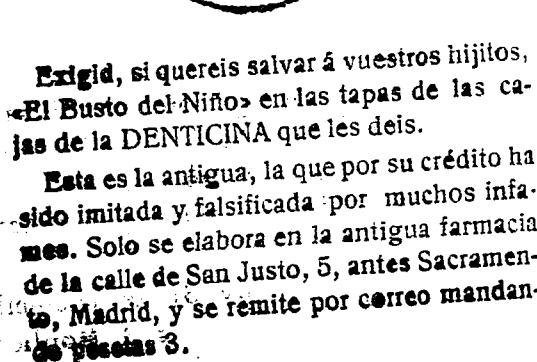 Exigid, si quereis salvar á vuestros hijitos,
«El Busto del Niño» en las tapas de las ca-
jas de la DENTICINA que les deis.
Esta es la antigua, la que por su crédito ha
sido imitada y falsificada por muchos infa-
mes. Solo se elabora en la antigua farmacia
de la calle de San Justo, 5, antes Sacramen-
to, Madrid, y se remite por correo mandan-
do pesetas 3.